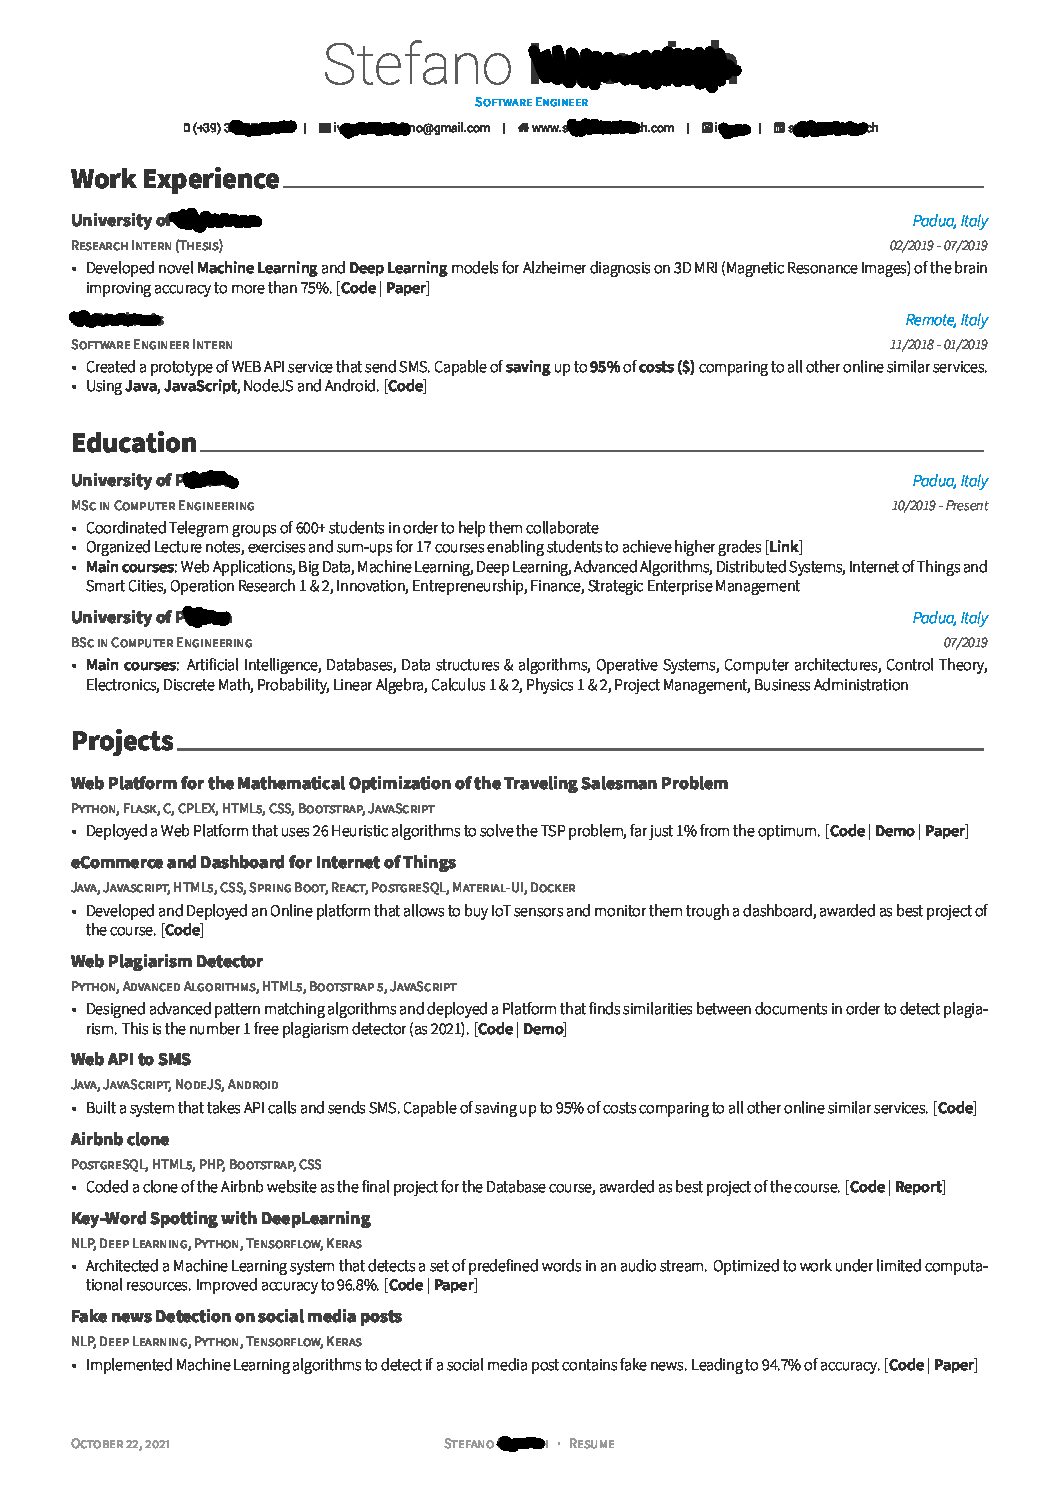 Stefano
Software Engineer
(+39) 3 | no@gmail.com | www.s h.com | i | s ch
Work Experience
University of Padua, Italy
Research Intern (Thesis) 02/2019 - 07/2019
• Developed novel Machine Learning and Deep Learning models for Alzheimer diagnosis on 3D MRI (Magnetic Resonance Images) of the brain
improving accuracy to more than 75%. [Code | Paper]
Remote, Italy
Software Engineer Intern 11/2018 - 01/2019
• Created a prototype of WEB API service that send SMS. Capable of saving up to 95% of costs ($) comparing to all other online similar services.
• Using Java, JavaScript, NodeJS and Android. [Code]
Education
University of Padua, Italy
MSc in Computer Engineering 10/2019 - Present
• Coordinated Telegram groups of 600+ students in order to help them collaborate
• Organized Lecture notes, exercises and sum-ups for 17 courses enabling students to achieve higher grades [Link]
• Main courses: Web Applications, Big Data, Machine Learning, Deep Learning, Advanced Algorithms, Distributed Systems, Internet of Things and
Smart Cities, Operation Research 1 & 2, Innovation, Entrepreneurship, Finance, Strategic Enterprise Management
University of Padua, Italy
BSc in Computer Engineering 07/2019
• Main courses: Artificial Intelligence, Databases, Data structures & algorithms, Operative Systems, Computer architectures, Control Theory,
Electronics, Discrete Math, Probability, Linear Algebra, Calculus 1 & 2, Physics 1 & 2, Project Management, Business Administration
Projects
Web Platform for the Mathematical Optimization of the Traveling Salesman Problem
Python, Flask, C, CPLEX, HTML5, CSS, Bootstrap, JavaScript
• Deployed a Web Platform that uses 26 Heuristic algorithms to solve the TSP problem, far just 1% from the optimum. [Code | Demo | Paper]
eCommerce and Dashboard for Internet of Things
Java, Javascript, HTML5, CSS, Spring Boot, React, PostgreSQL, Material-UI, Docker
• Developed and Deployed an Online platform that allows to buy IoT sensors and monitor them trough a dashboard, awarded as best project of
the course. [Code]
Web Plagiarism Detector
Python, Advanced Algorithms, HTML5, Bootstrap 5, JavaScript
• Designed advanced pattern matching algorithms and deployed a Platform that finds similarities between documents in order to detect plagia-
rism. This is the number 1 free plagiarism detector (as 2021). [Code | Demo]
Web API to SMS
Java, JavaScript, NodeJS, Android
• Built a system that takes API calls and sends SMS. Capable of saving up to 95% of costs comparing to all other online similar services. [Code]
Airbnb clone
PostgreSQL, HTML5, PHP, Bootstrap, CSS
• Coded a clone of the Airbnb website as the final project for the Database course, awarded as best project of the course. [Code | Report]
Key-Word Spotting with DeepLearning
NLP, Deep Learning, Python, Tensorflow, Keras
• Architected a Machine Learning system that detects a set of predefined words in an audio stream. Optimized to work under limited computa-
tional resources. Improved accuracy to 96.8%. [Code | Paper]
Fake news Detection on social media posts
NLP, Deep Learning, Python, Tensorflow, Keras
• Implemented Machine Learning algorithms to detect if a social media post contains fake news. Leading to 94.7% of accuracy. [Code | Paper]
October 22, 2021 Stefano · Resume